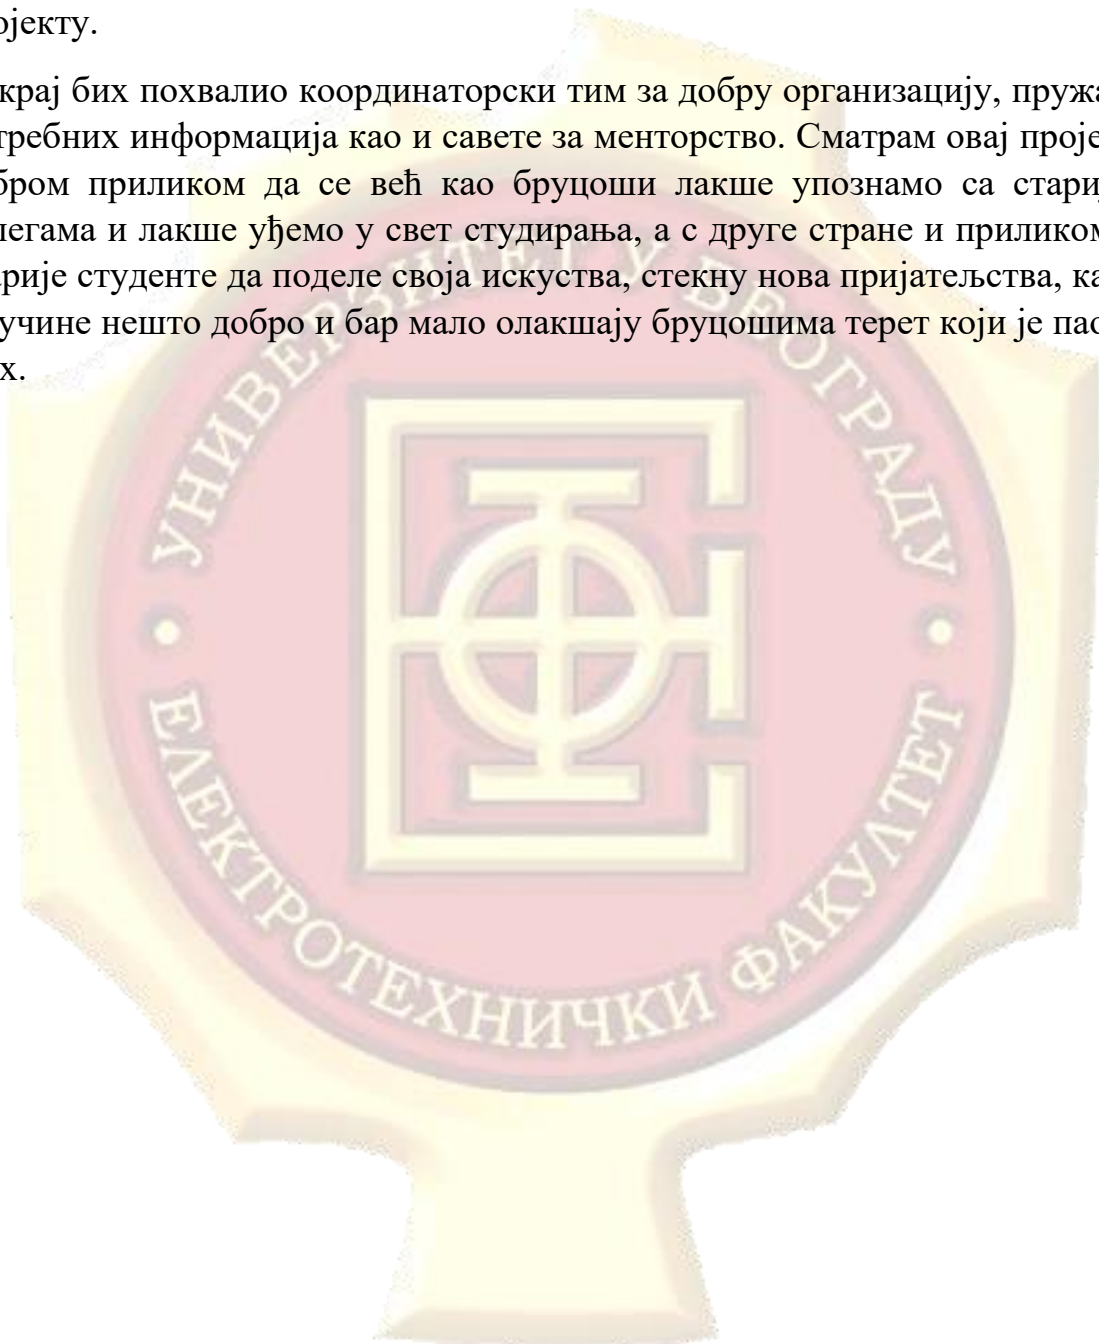 ојекту.
крај бих похвалио координаторски тим за добру организацију, пружа
требних информација као и савете за менторство. Сматрам овај проје
бром приликом да се већ као бруцоши лакше упознамо са стариј
легама и лакше уђемо у свет студирања, а с друге стране и приликом
арије студенте да поделе своја искуства, стекну нова пријатељства, ка
учине нешто добро и бар мало олакшају бруцошима терет који је пао
х.
УНИВЕРЗИТЕТ У БЕОГРАДУ
ЕЛЕКТРОТЕХНИЧКИ ФАКУЛТЕТ